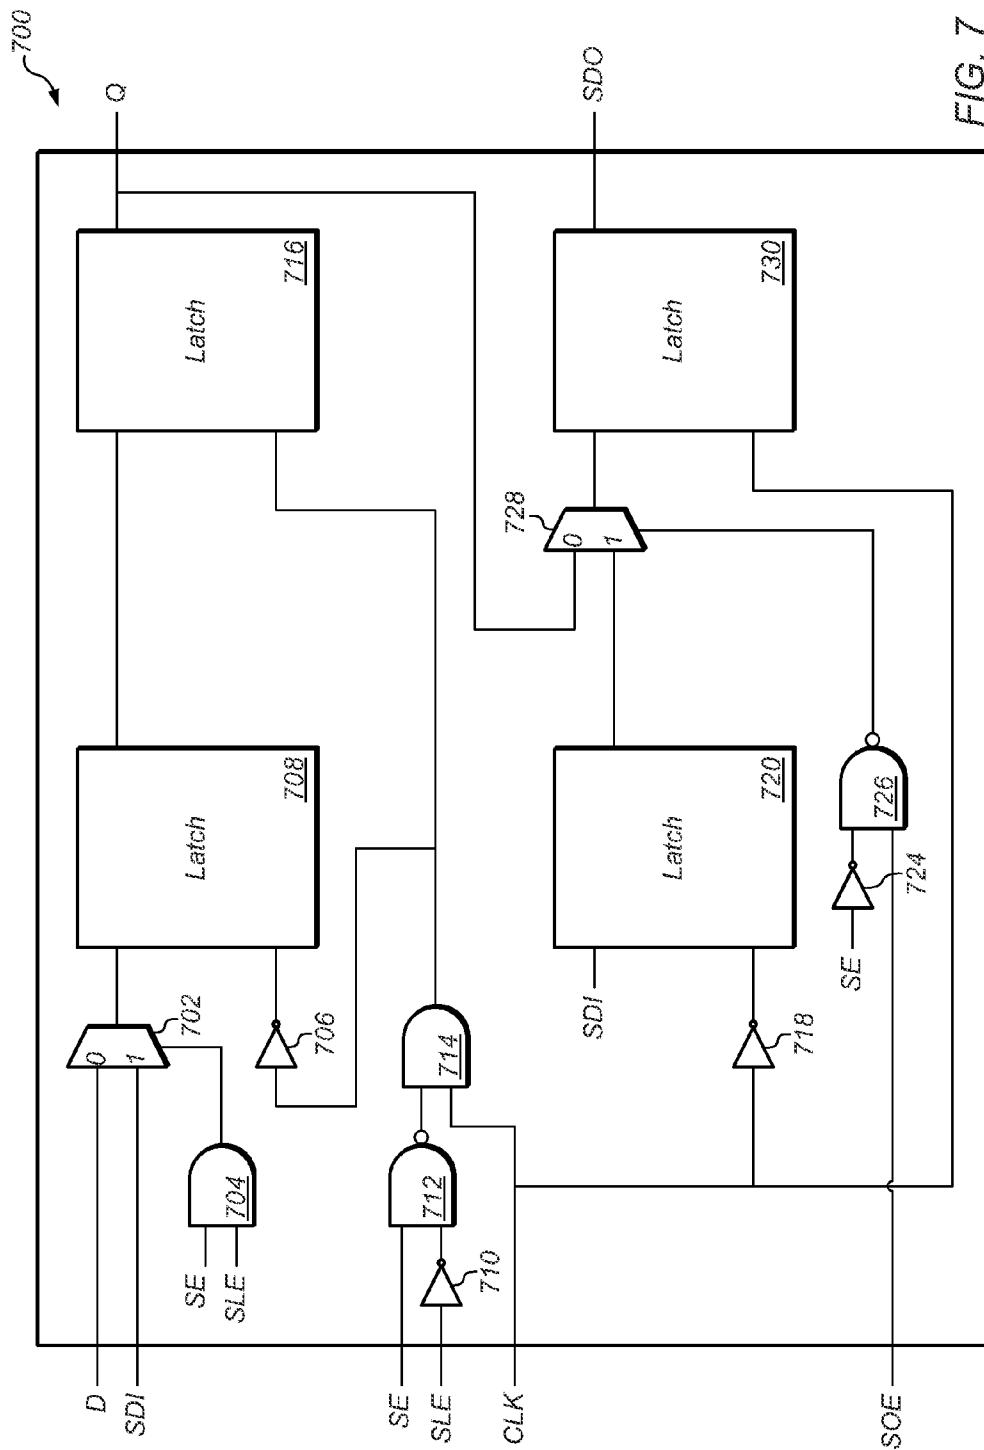 700
Q
SDO
Latch
716
Latch
730
728
0
1
Latch
708
Latch
720
726
724
SE
SDI
718
0
1
702
706
714
704
712
710
SE
SLE
D
SDI
SE
SLE
CLK
SOE
FIG. 7